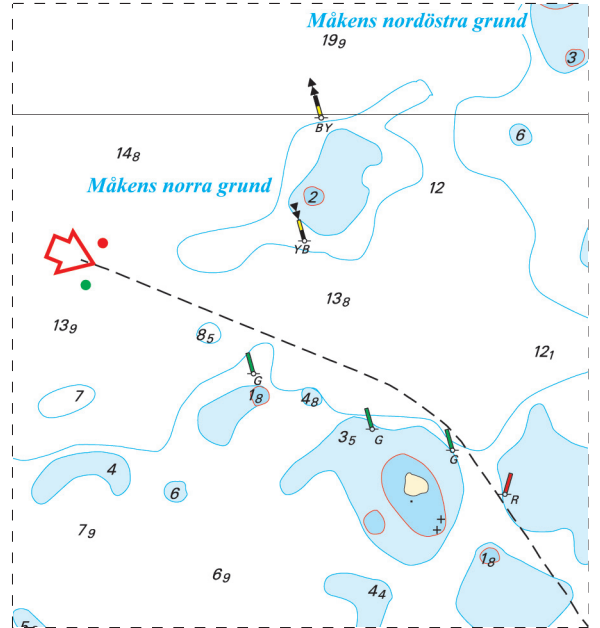 Måkens nordöstra grund
19₉
3
BY
6
14₈
Måkens norra grund
2
12
YB
13₈
13₉
8₅
12₁
7
G
1₈
4₈
3₅
G
G
4
6
R
7₉
1₈
6₉
4₄